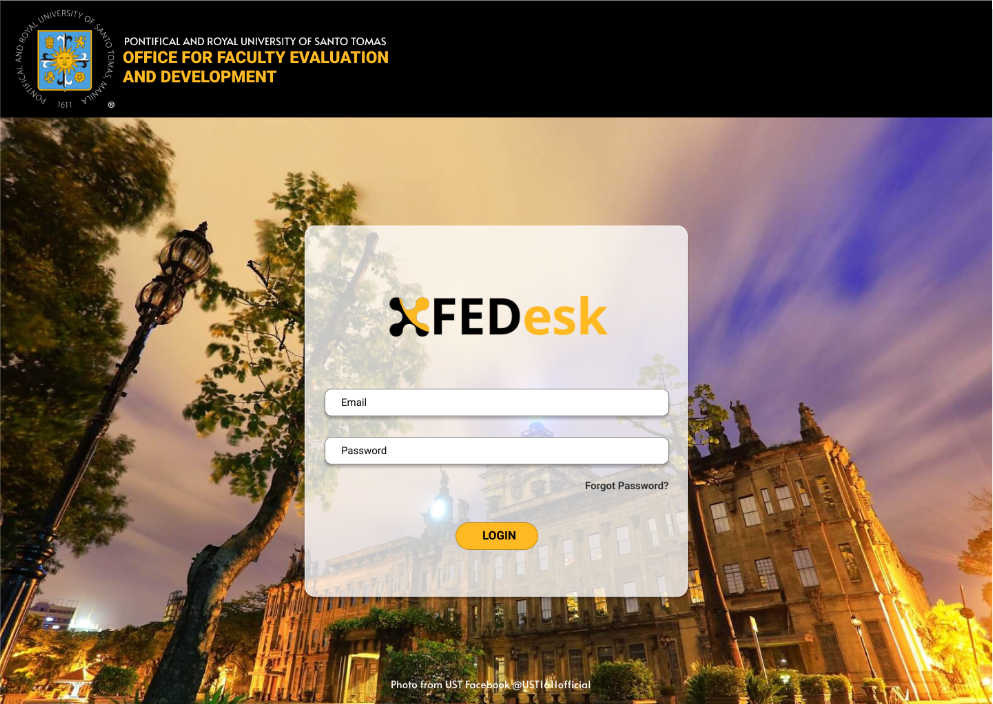 PONTIFICAL AND ROYAL UNIVERSITY OF SANTO TOMAS MANILA
1611
®
PONTIFICAL AND ROYAL UNIVERSITY OF SANTO TOMAS
OFFICE FOR FACULTY EVALUATION
AND DEVELOPMENT
FEDesk
Email
Password
Forgot Password?
LOGIN
Photo from UST Facebook @UST1611official